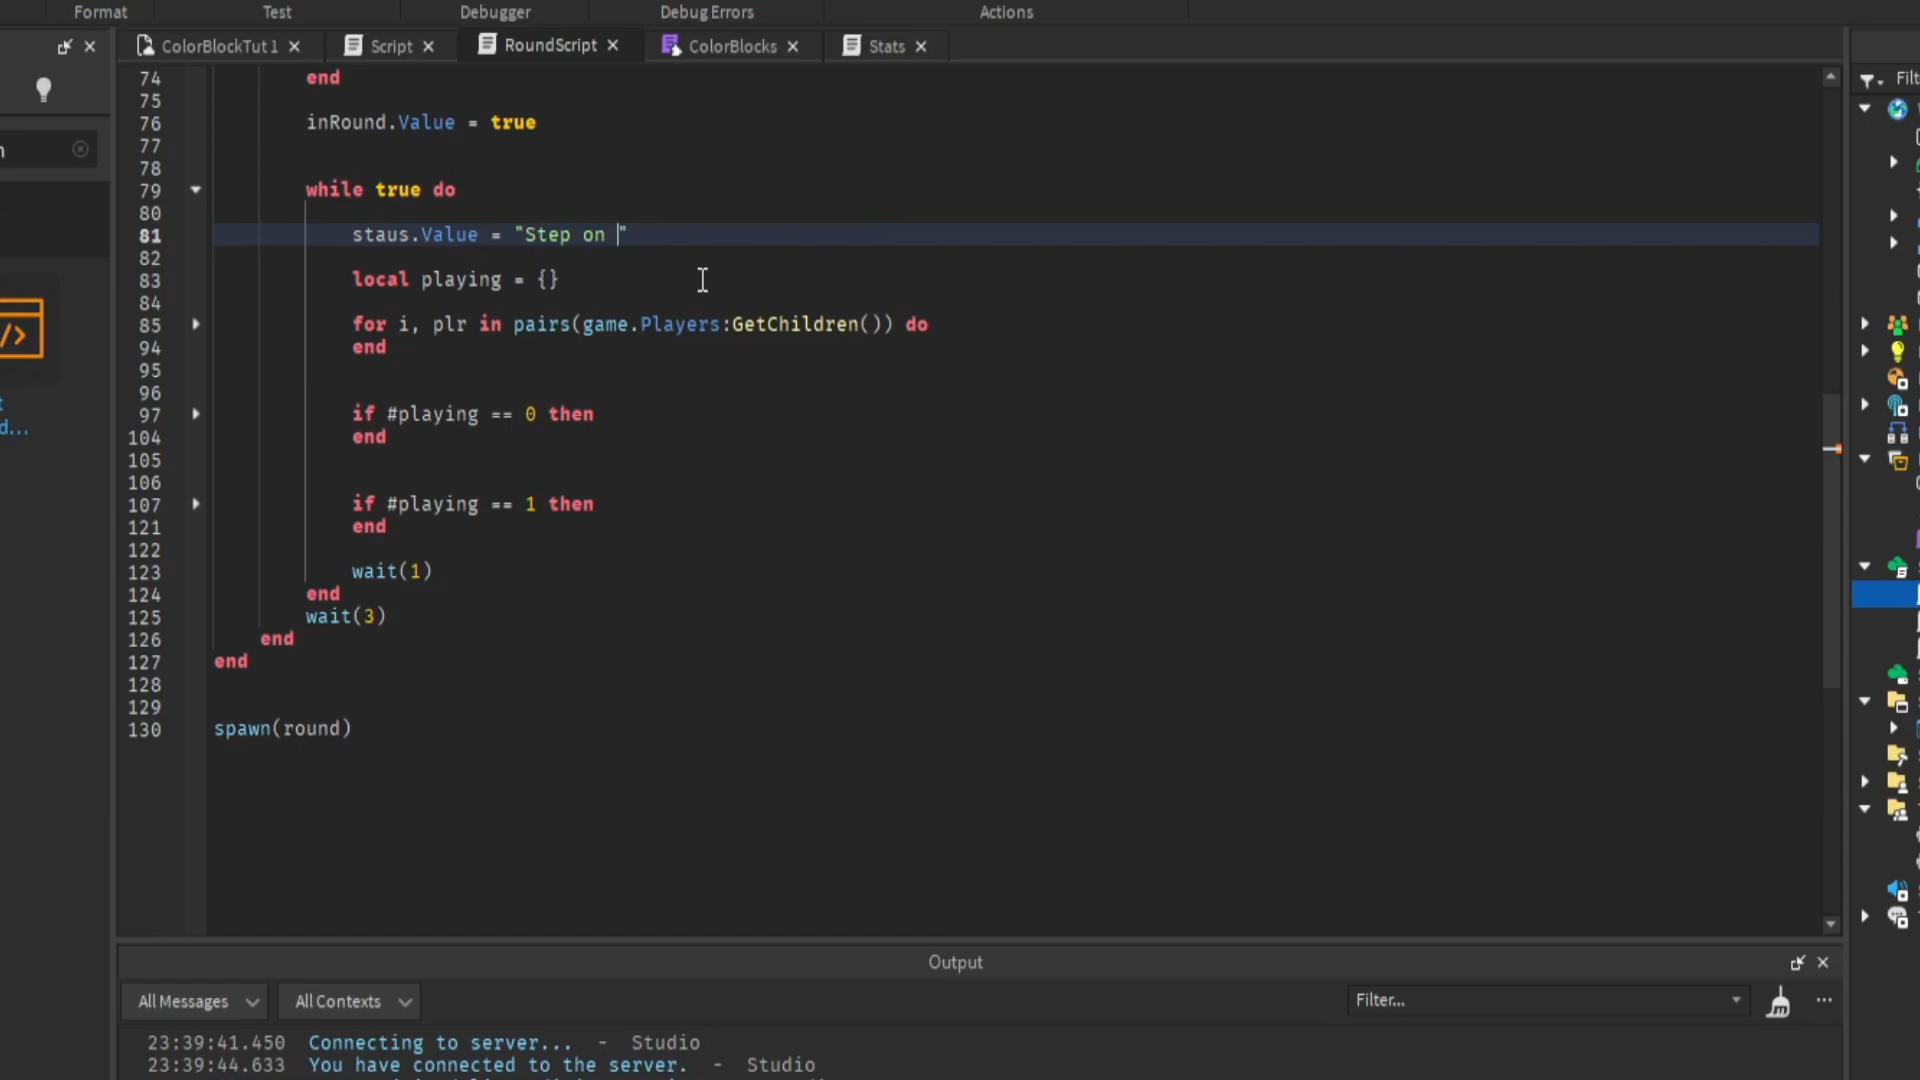 Format Test Debugger Debug Errors Actions
ColorBlockTut 1 Script RoundScript ColorBlocks Stats
Filt
74 end
75
76 inRound.Value = true
77
78
79 while true do
80
81 staus.Value = "Step on "
82
83 local playing = {}
84
85 for i, plr in pairs(game.Players:GetChildren()) do
94 end
95
96
97 if #playing == 0 then
104 end
105
106
107 if #playing == 1 then
121 end
122
123 wait(1)
124 end
125 wait(3)
126 end
127 end
128
129
130 spawn(round)
n
t
d...
Output
All Messages All Contexts Filter...
23:39:41.450 Connecting to server... - Studio
23:39:44.633 You have connected to the server. - Studio